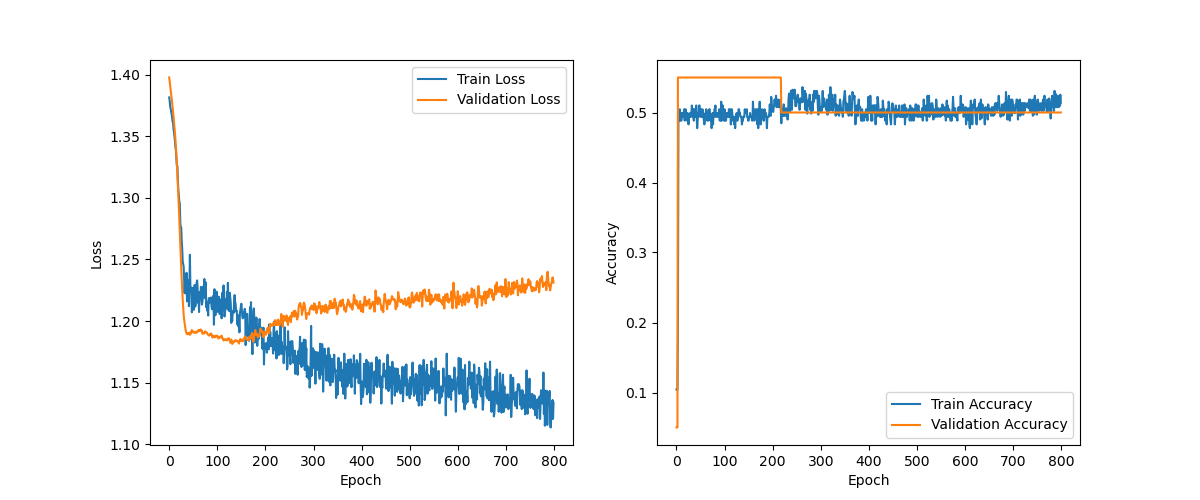 1.40
1.35
1.30
1.25
1.20
1.15
1.10
Loss
0 100 200 300 400 500 600 700 800
Epoch
Train Loss
Validation Loss
0.5
0.4
0.3
0.2
0.1
Accuracy
0 100 200 300 400 500 600 700 800
Epoch
Train Accuracy
Validation Accuracy